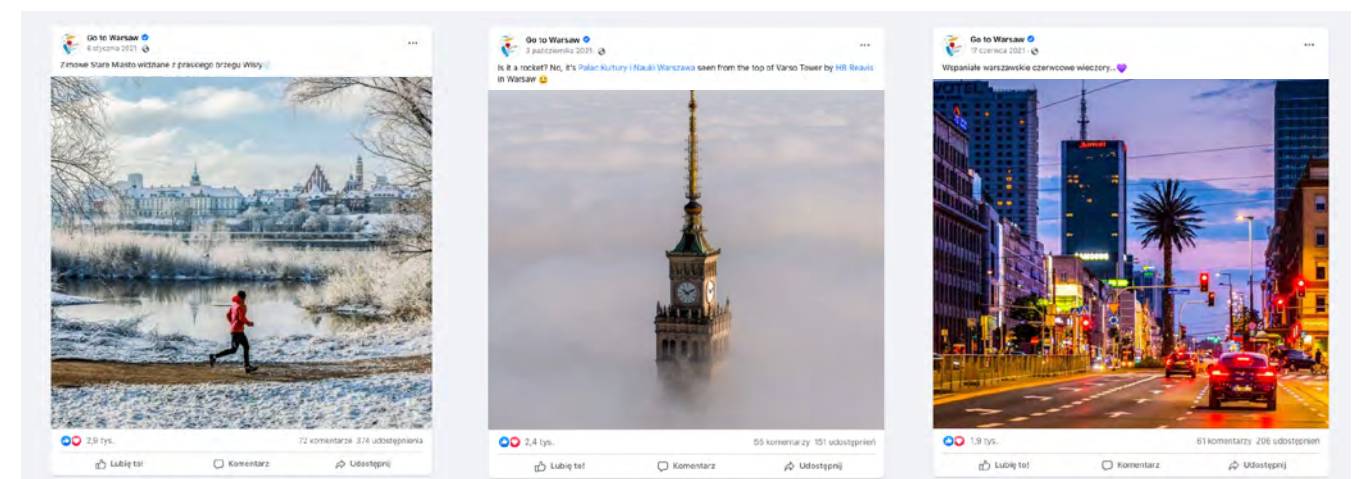 Go to Warsaw
4 stycznia 2021
Zimowe Stare Miasto widziane z praskiego brzegu Wisły
2,9 tys.
72 komentarze 374 udostępnienia
Lubię to!
Komentarz
Udostępnij
Go to Warsaw
3 października 2021
Is it a rocket? No, it's Pałac Kultury i Nauki Warszawa seen from the top of Varso Tower by HB Reavis
in Warsaw
2,4 tys.
55 komentarzy 151 udostępnień
Lubię to!
Komentarz
Udostępnij
Go to Warsaw
17 czerwca 2021
Wspaniałe warszawskie czerwcowe wieczory...
Marriott
SAMSUNG
1,9 tys.
61 komentarzy 206 udostępnień
Lubię to!
Komentarz
Udostępnij